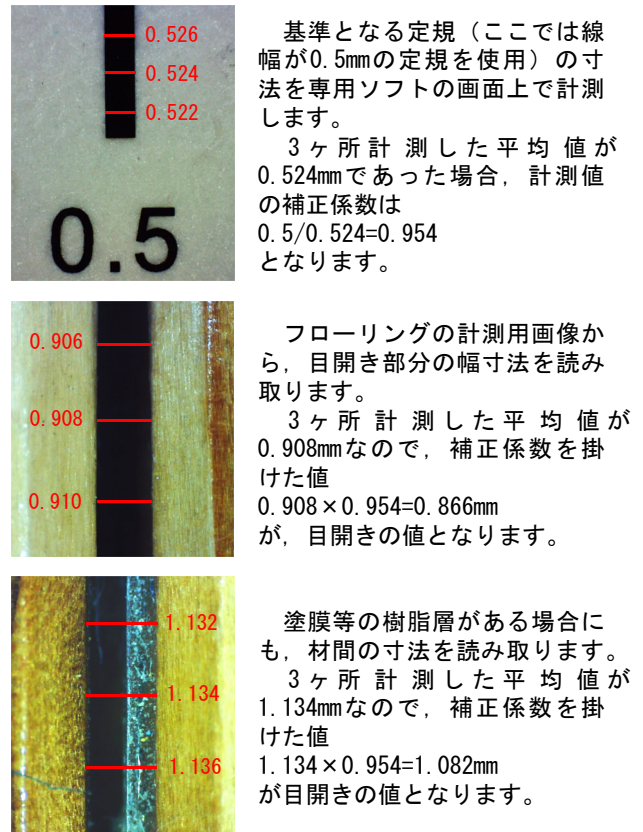 0.526
0.524
0.522
0.5
基準となる定規(ここでは線
幅が0.5mmの定規を使用)の寸
法を専用ソフトの画面上で計測
します。
3ヶ所計測した平均値が
0.524mmであった場合,計測値
の補正係数は
0.5/0.524=0.954
となります。
0.906
0.908
0.910
フローリングの計測用画像か
ら,目開き部分の幅寸法を読み
取ります。
3ヶ所計測した平均値が
0.908mmなので,補正係数を掛
けた値
0.908×0.954=0.866mm
が,目開きの値となります。
1.132
1.134
1.136
塗膜等の樹脂層がある場合に
も,材間の寸法を読み取ります。
3ヶ所計測した平均値が
1.134mmなので,補正係数を掛
けた値
1.134×0.954=1.082mm
が目開きの値となります。